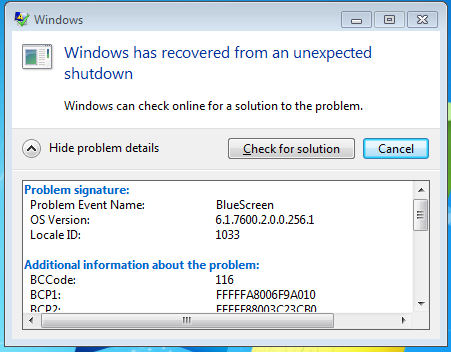 Windows
Windows has recovered from an unexpected
shutdown
Windows can check online for a solution to the problem.
Hide problem details
Check for solution
Cancel
Problem signature:
Problem Event Name: BlueScreen
OS Version: 6.1.7600.2.0.0.256.1
Locale ID: 1033
Additional information about the problem:
BCCode: 116
BCP1: FFFFFA8006F9A010
BCP2: FFFFF88003C23CB0